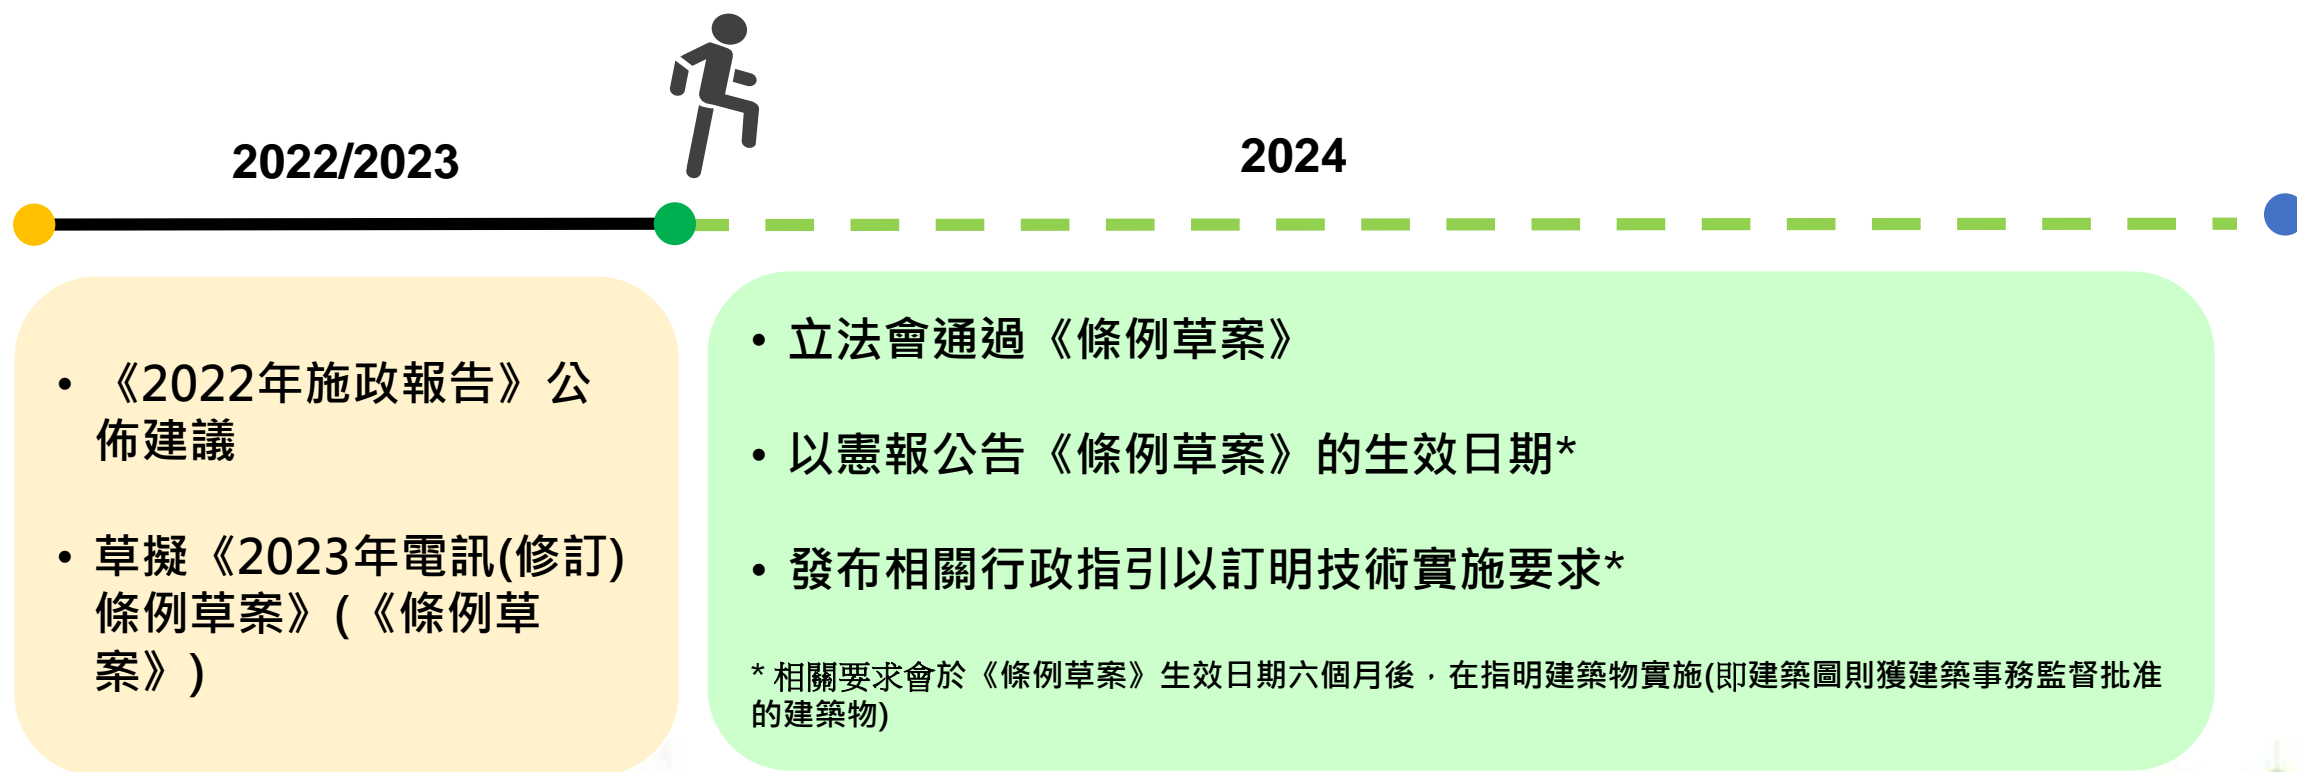 2022/2023
2024
• 《2022年施政報告》公
佈建議
• 草擬《2023年電訊(修訂)
條例草案》(《條例草
案》)
• 立法會通過《條例草案》
• 以憲報公告《條例草案》的生效日期*
• 發布相關行政指引以訂明技術實施要求*
* 相關要求會於《條例草案》生效日期六個月後，在指明建築物實施(即建築圖則獲建築事務監督批准
的建築物)